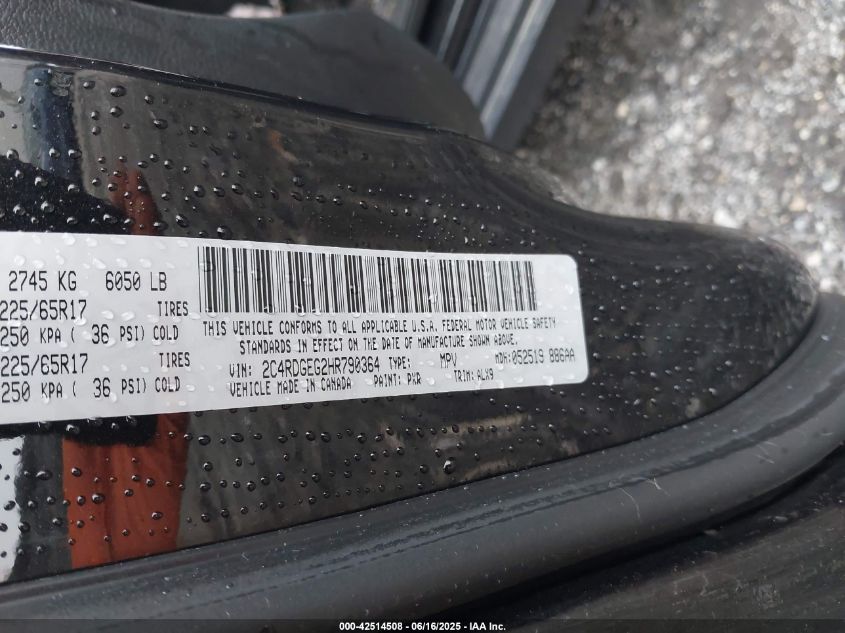 2745 KG 6050 LB
225/65R17 TIRES
250 KPA ( 36 PSI) COLD
225/65R17 TIRES
250 KPA ( 36 PSI) COLD
THIS VEHICLE CONFORMS TO ALL APPLICABLE U.S.A. FEDERAL MOTOR VEHICLE SAFETY
STANDARDS IN EFFECT ON THE DATE OF MANUFACTURE SHOWN ABOVE.
VIN: 2C4RDGEG2HR790364 TYPE: MPV MDH: 052519 886AA
VEHICLE MADE IN CANADA PAINT: PXR TRIM: ALX9
000-42514508 - 06/16/2025 - IAA Inc.